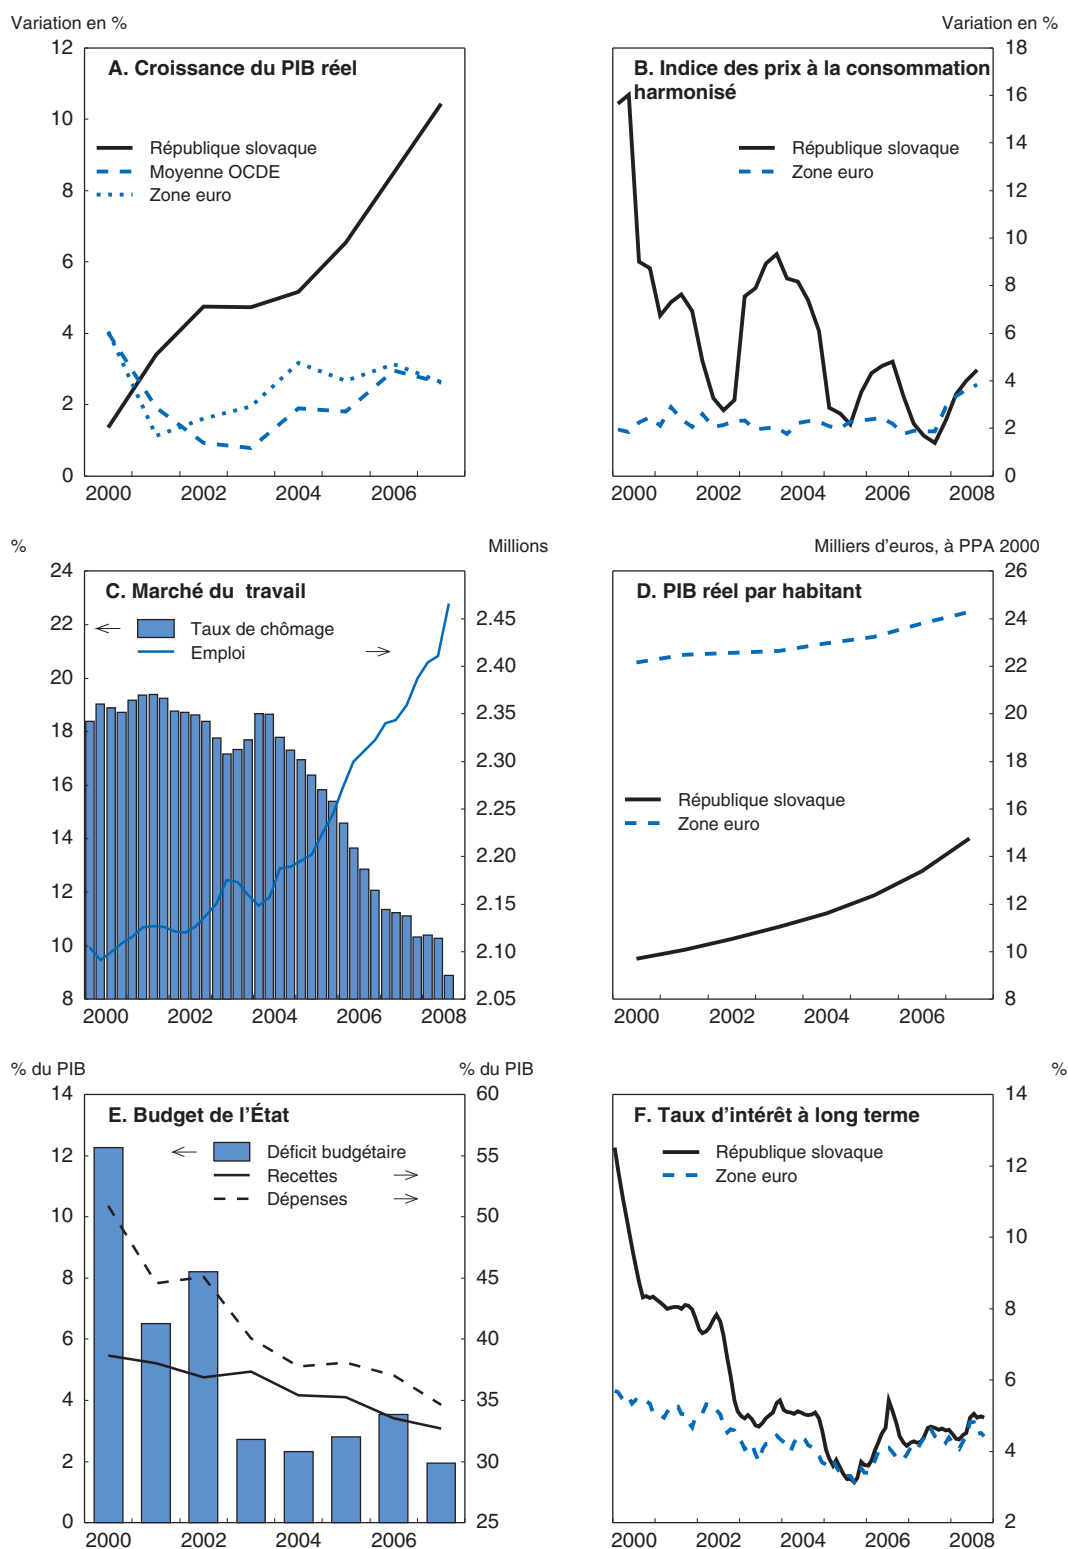 Variation en %
A. Croissance du PIB réel
République slovaque
Moyenne OCDE
Zone euro
12
10
8
6
4
2
0
2000 2002 2004 2006
Variation en %
B. Indice des prix à la consommation
harmonisé
République slovaque
Zone euro
18
16
14
12
10
8
6
4
2
0
2000 2002 2004 2006 2008
%
Millions
C. Marché du travail
Taux de chômage
Emploi
24
22
20
18
16
14
12
10
8
2.45
2.40
2.35
2.30
2.25
2.20
2.15
2.10
2.05
2000 2002 2004 2006 2008
Milliers d'euros, à PPA 2000
D. PIB réel par habitant
République slovaque
Zone euro
26
24
22
20
18
16
14
12
10
8
2000 2002 2004 2006
% du PIB
% du PIB
E. Budget de l'État
Déficit budgétaire
Recettes
Dépenses
14
12
10
8
6
4
2
0
60
55
50
45
40
35
30
25
2000 2002 2004 2006
%
F. Taux d'intérêt à long terme
République slovaque
Zone euro
14
12
10
8
6
4
2
2000 2002 2004 2006 2008